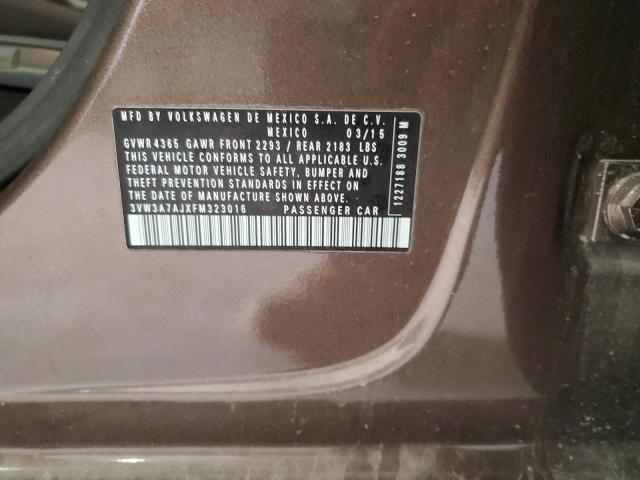 MFD BY VOLKSWAGEN DE MEXICO S.A. DE C.V.
MEXICO 03/15
GVWR 4365 GAWR FRONT 2293 / REAR 2183 LBS
THIS VEHICLE CONFORMS TO ALL APPLICABLE U.S.
FEDERAL MOTOR VEHICLE SAFETY, BUMPER AND
THEFT PREVENTION STANDARDS IN EFFECT ON THE
DATE OF MANUFACTURE SHOWN ABOVE.
3VW3A7AJXFM323016 PASSENGER CAR
1227188 3009 M